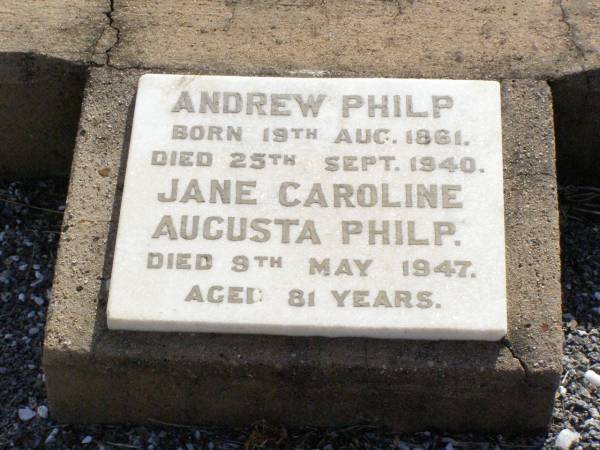 ANDREW PHILP
BORN 19TH AUG. 1861.
DIED 25TH SEPT. 1940.
JANE CAROLINE
AUGUSTA PHILP.
DIED 9TH MAY 1947.
AGED 81 YEARS.